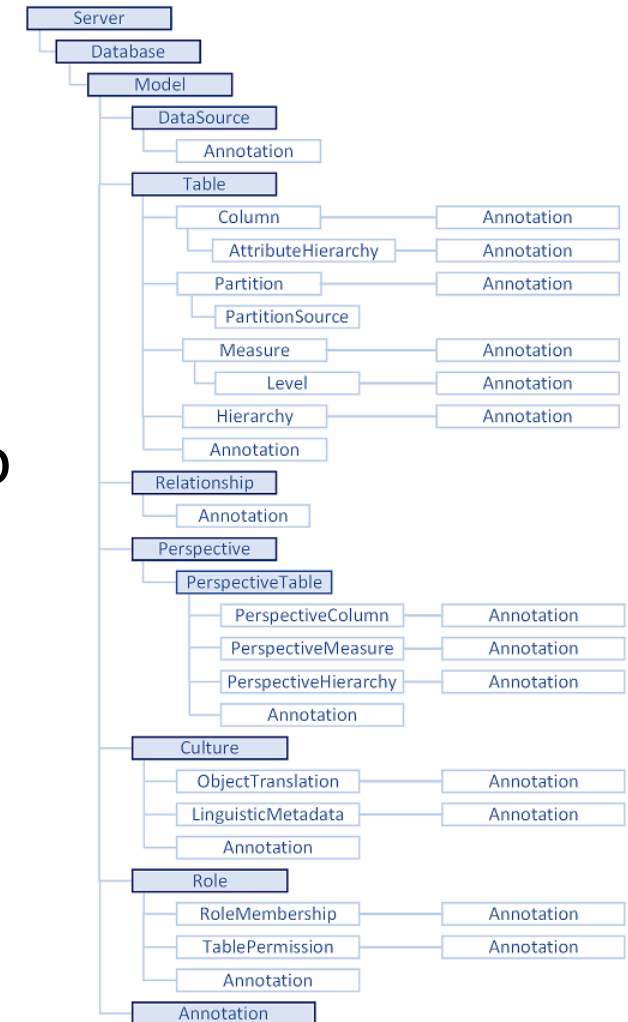 Server
Database
Model
DataSource
Annotation
Table
Column Annotation
AttributeHierarchy Annotation
Partition Annotation
PartitionSource
Measure Annotation
Level Annotation
Hierarchy Annotation
Annotation
Relationship
Annotation
Perspective
PerspectiveTable
PerspectiveColumn Annotation
PerspectiveMeasure Annotation
PerspectiveHierarchy Annotation
Annotation
Culture
ObjectTranslation Annotation
LinguisticMetadata Annotation
Annotation
Role
RoleMembership Annotation
TablePermission Annotation
Annotation
Annotation